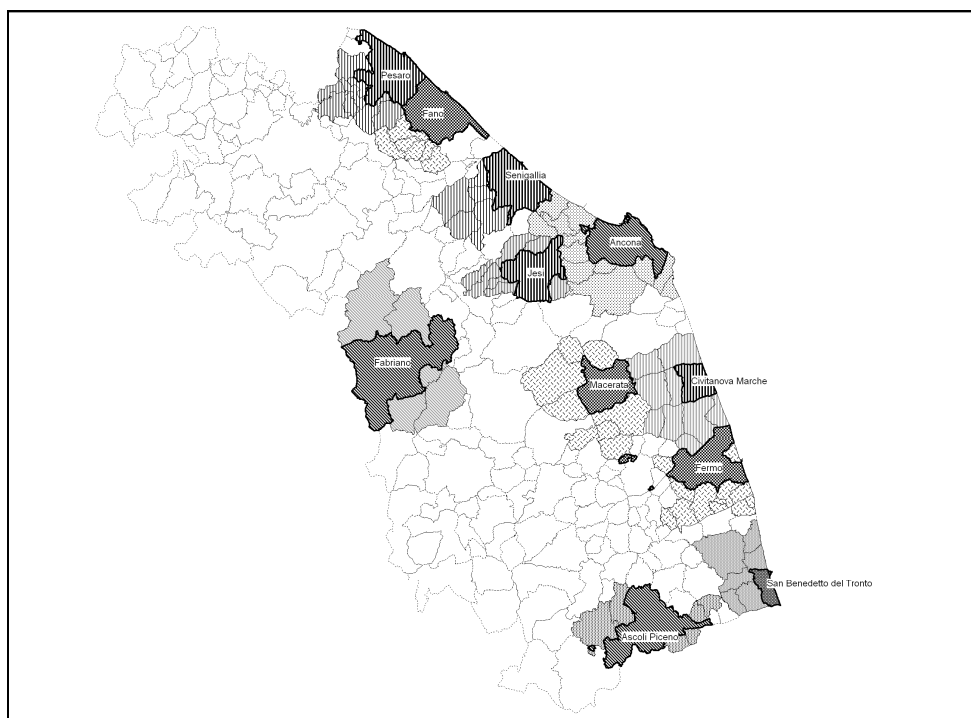 Pesaro
Fano
Senigallia
Ancona
Jesi
Fabriano
Macerata
Civitanova Marche
Fermo
San Benedetto del Tronto
Ascoli Piceno